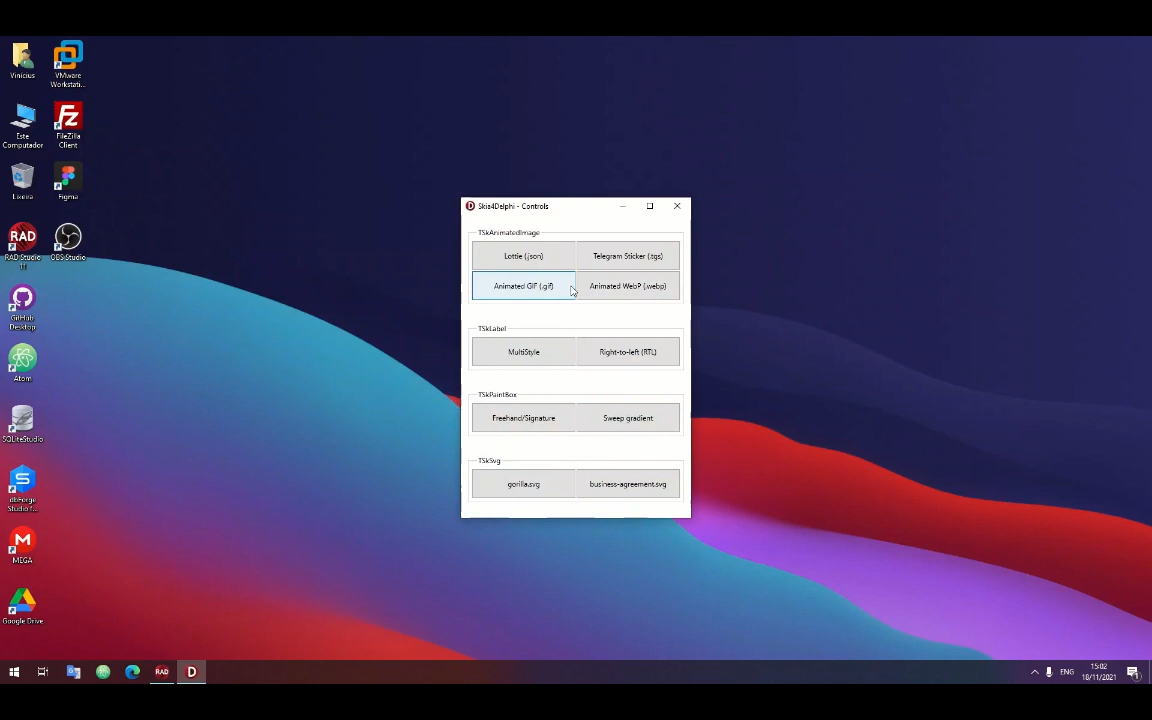 Vinícius
VMware
Workstati...
Este
Computador
FileZilla
Client
Lixeira
Figma
RAD
RAD Studio
11
OBS Studio
GitHub
Desktop
Atom
SQLiteStudio
dbForge
Studio f...
MEGA
Google Drive
Skia4Delphi - Controls
TSkAnimatedImage
Lottie (.json)
Telegram Sticker (.tgs)
Animated GIF (.gif)
Animated WebP (.webp)
TSkLabel
MultiStyle
Right-to-left (RTL)
TSkPaintBox
Freehand/Signature
Sweep gradient
TSkSvg
gorilla.svg
business-agreement.svg
RAD
D
ENG
15:02
18/11/2021